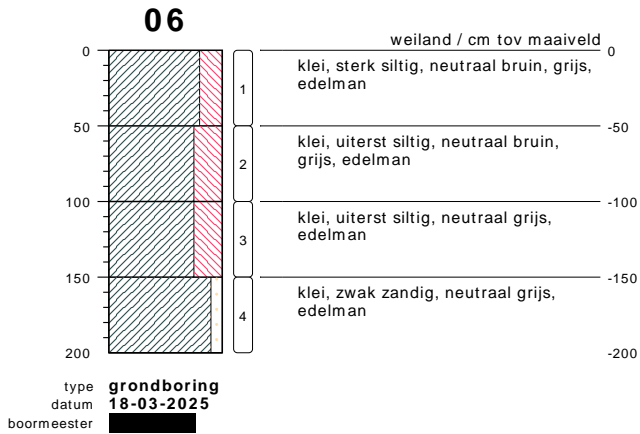 06
weiland / cm tov maaiveld
0
0
klei, sterk siltig, neutraal bruin, grijs,
edelman
1
50
-50
klei, uiterst siltig, neutraal bruin,
grijs, edelman
2
100
-100
klei, uiterst siltig, neutraal grijs,
edelman
3
150
-150
klei, zwak zandig, neutraal grijs,
edelman
4
200
-200
type grondboring
datum 18-03-2025
boormeester